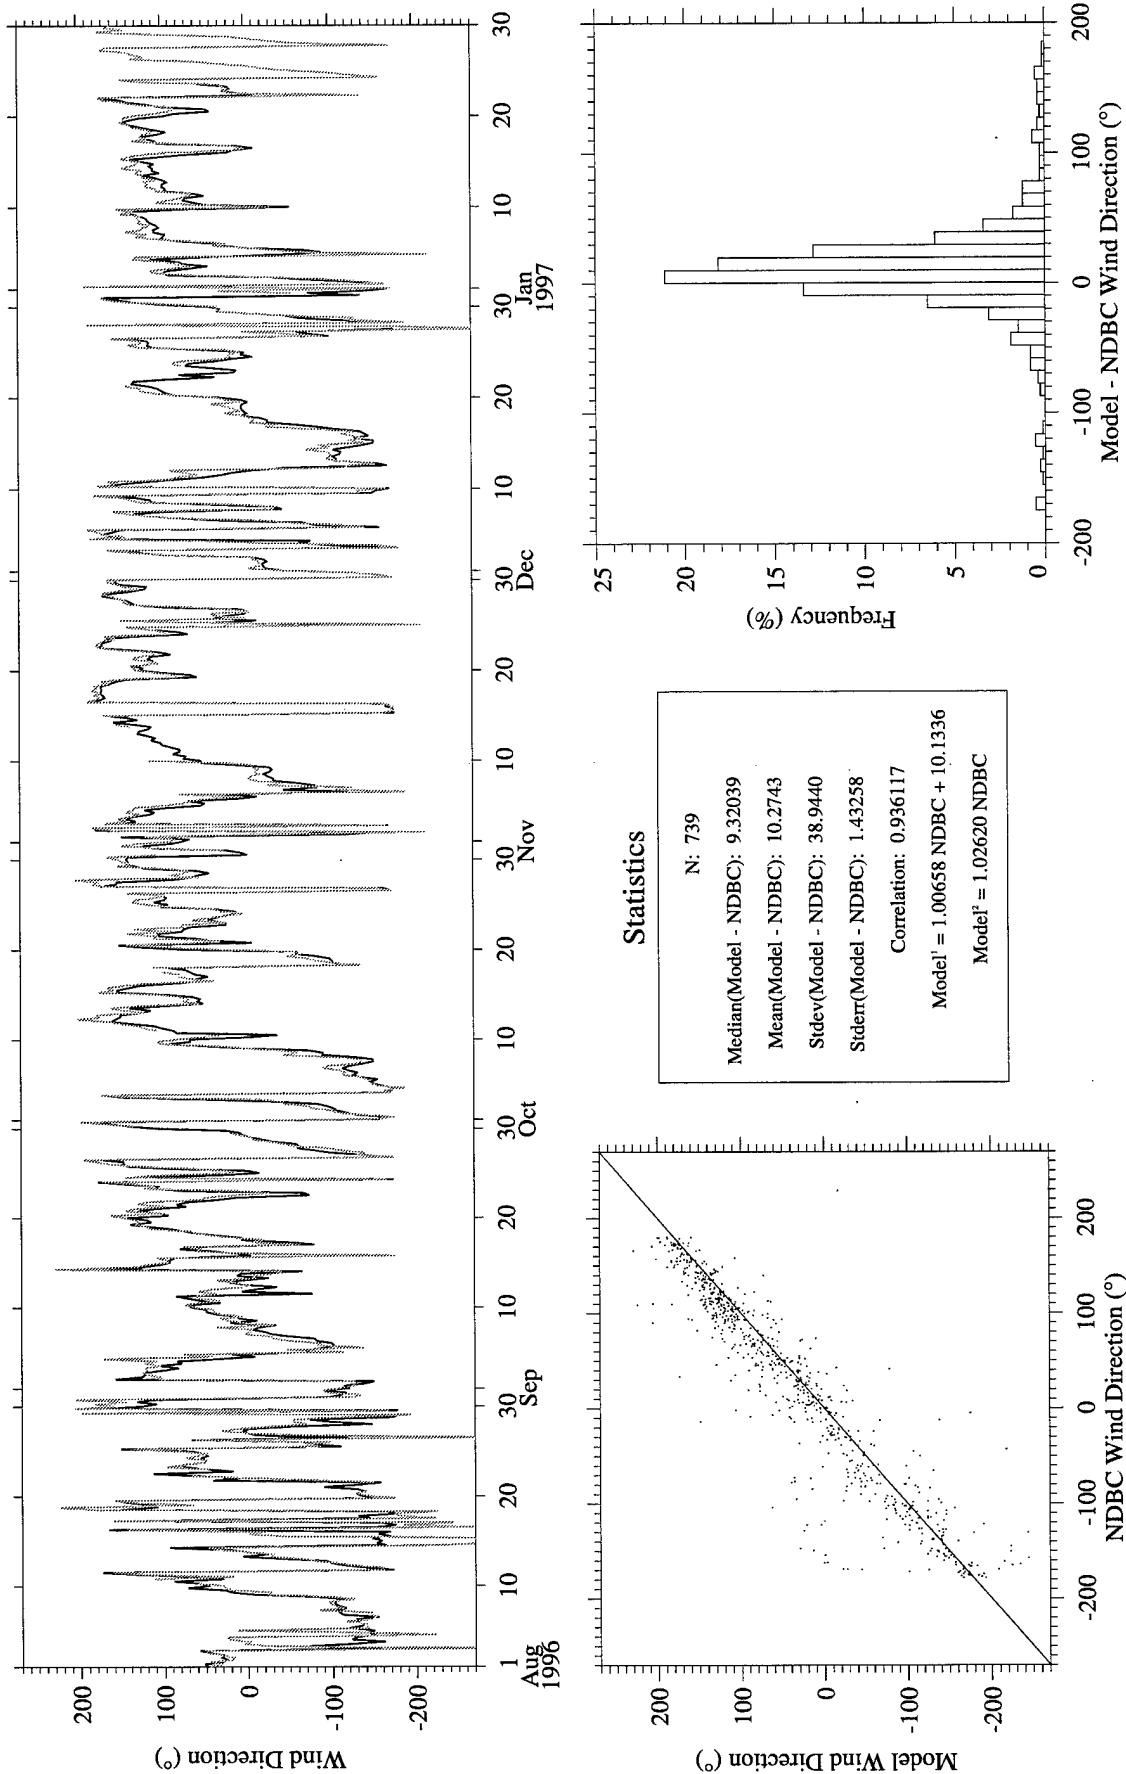 200
100
0
-100
-200
Wind Direction (°)
1
10
20
30
10
20
30
10
20
30
10
20
30
10
20
30
10
20
30
Aug
1996
Sep
Oct
Nov
Dec
Jan
1997
200
100
0
-100
-200
Model Wind Direction (°)
-200
-100
0
100
200
NDBC Wind Direction (°)
Statistics
N: 739
Median(Model - NDBC): 9.32039
Mean(Model - NDBC): 10.2743
Stdev(Model - NDBC): 38.9440
Stderr(Model - NDBC): 1.43258
Correlation: 0.936117
Model¹ = 1.00658 NDBC + 10.1336
Model² = 1.02620 NDBC
25
20
15
10
5
0
Frequency (%)
-200
-100
0
100
200
Model - NDBC Wind Direction (°)